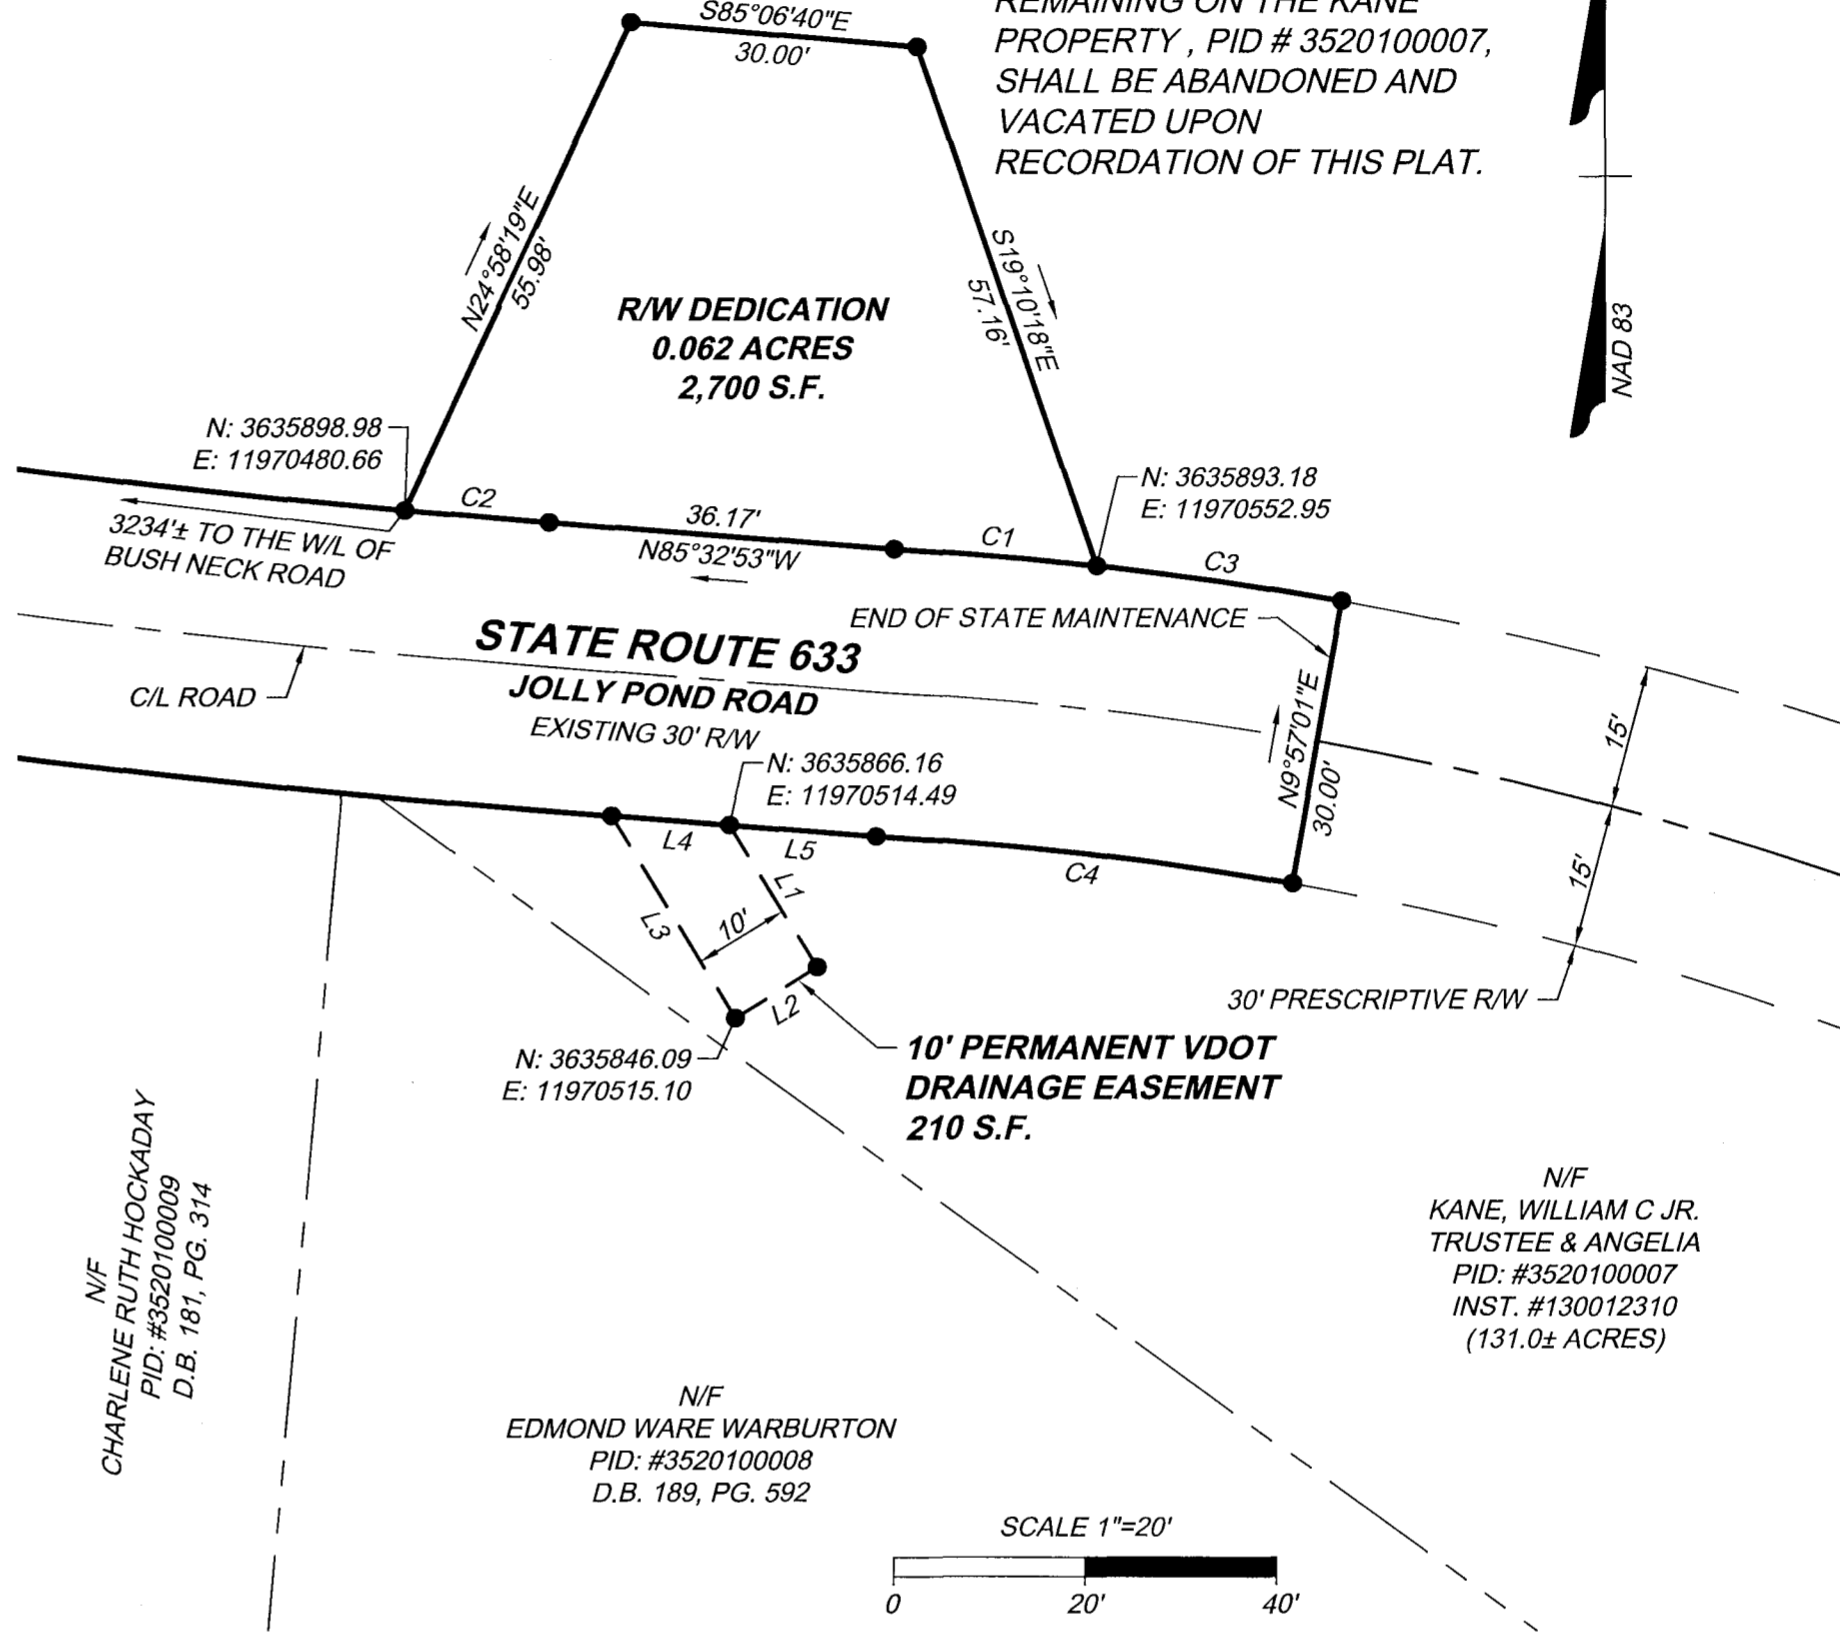 S85°06'40"E
30.00'
REMAINING ON THE KANE
PROPERTY , PID # 3520100007,
SHALL BE ABANDONED AND
VACATED UPON
RECORDATION OF THIS PLAT.
N24°58'19"E
55.98'
S19°10'18"E
57.16'
R/W DEDICATION
0.062 ACRES
2,700 S.F.
NAD 83
N: 3635898.98
E: 11970480.66
N: 3635893.18
E: 11970552.95
C2
36.17'
N85°32'53"W
C1
C3
3234'± TO THE W/L OF
BUSH NECK ROAD
END OF STATE MAINTENANCE
STATE ROUTE 633
JOLLY POND ROAD
EXISTING 30' R/W
C/L ROAD
N9°57'01"E
30.00'
15'
15'
N: 3635866.16
E: 11970514.49
L4
L5
C4
L1
L3
10'
L2
30' PRESCRIPTIVE R/W
N: 3635846.09
E: 11970515.10
10' PERMANENT VDOT
DRAINAGE EASEMENT
210 S.F.
N/F
CHARLENE RUTH HOCKADAY
PID: #3520100009
D.B. 181, PG. 314
N/F
KANE, WILLIAM C JR.
TRUSTEE & ANGELIA
PID: #3520100007
INST. #130012310
(131.0± ACRES)
N/F
EDMOND WARE WARBURTON
PID: #3520100008
D.B. 189, PG. 592
SCALE 1"=20'
0 20' 40'